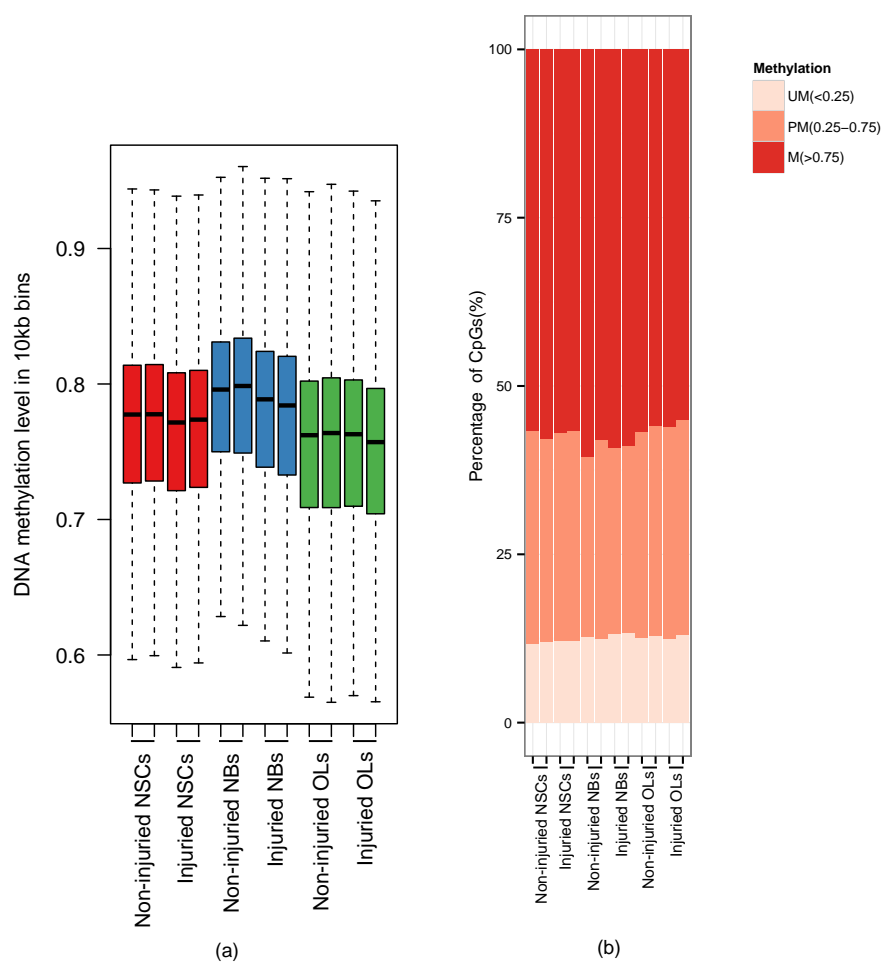 DNA methylation level in 10kb bins
0.9
0.8
0.7
0.6
Non-injuried NSCs
Injuried NSCs
Non-injuried NBs
Injuried NBs
Non-injuried OLs
Injuried OLs
(a)
Percentage of CpGs(%)
100
75
50
25
0
Non-injuried NSCs
Injuried NSCs
Non-injuried NBs
Injuried NBs
Non-injuried OLs
Injuried OLs
(b)
Methylation
UM(<0.25)
PM(0.25−0.75)
M(>0.75)